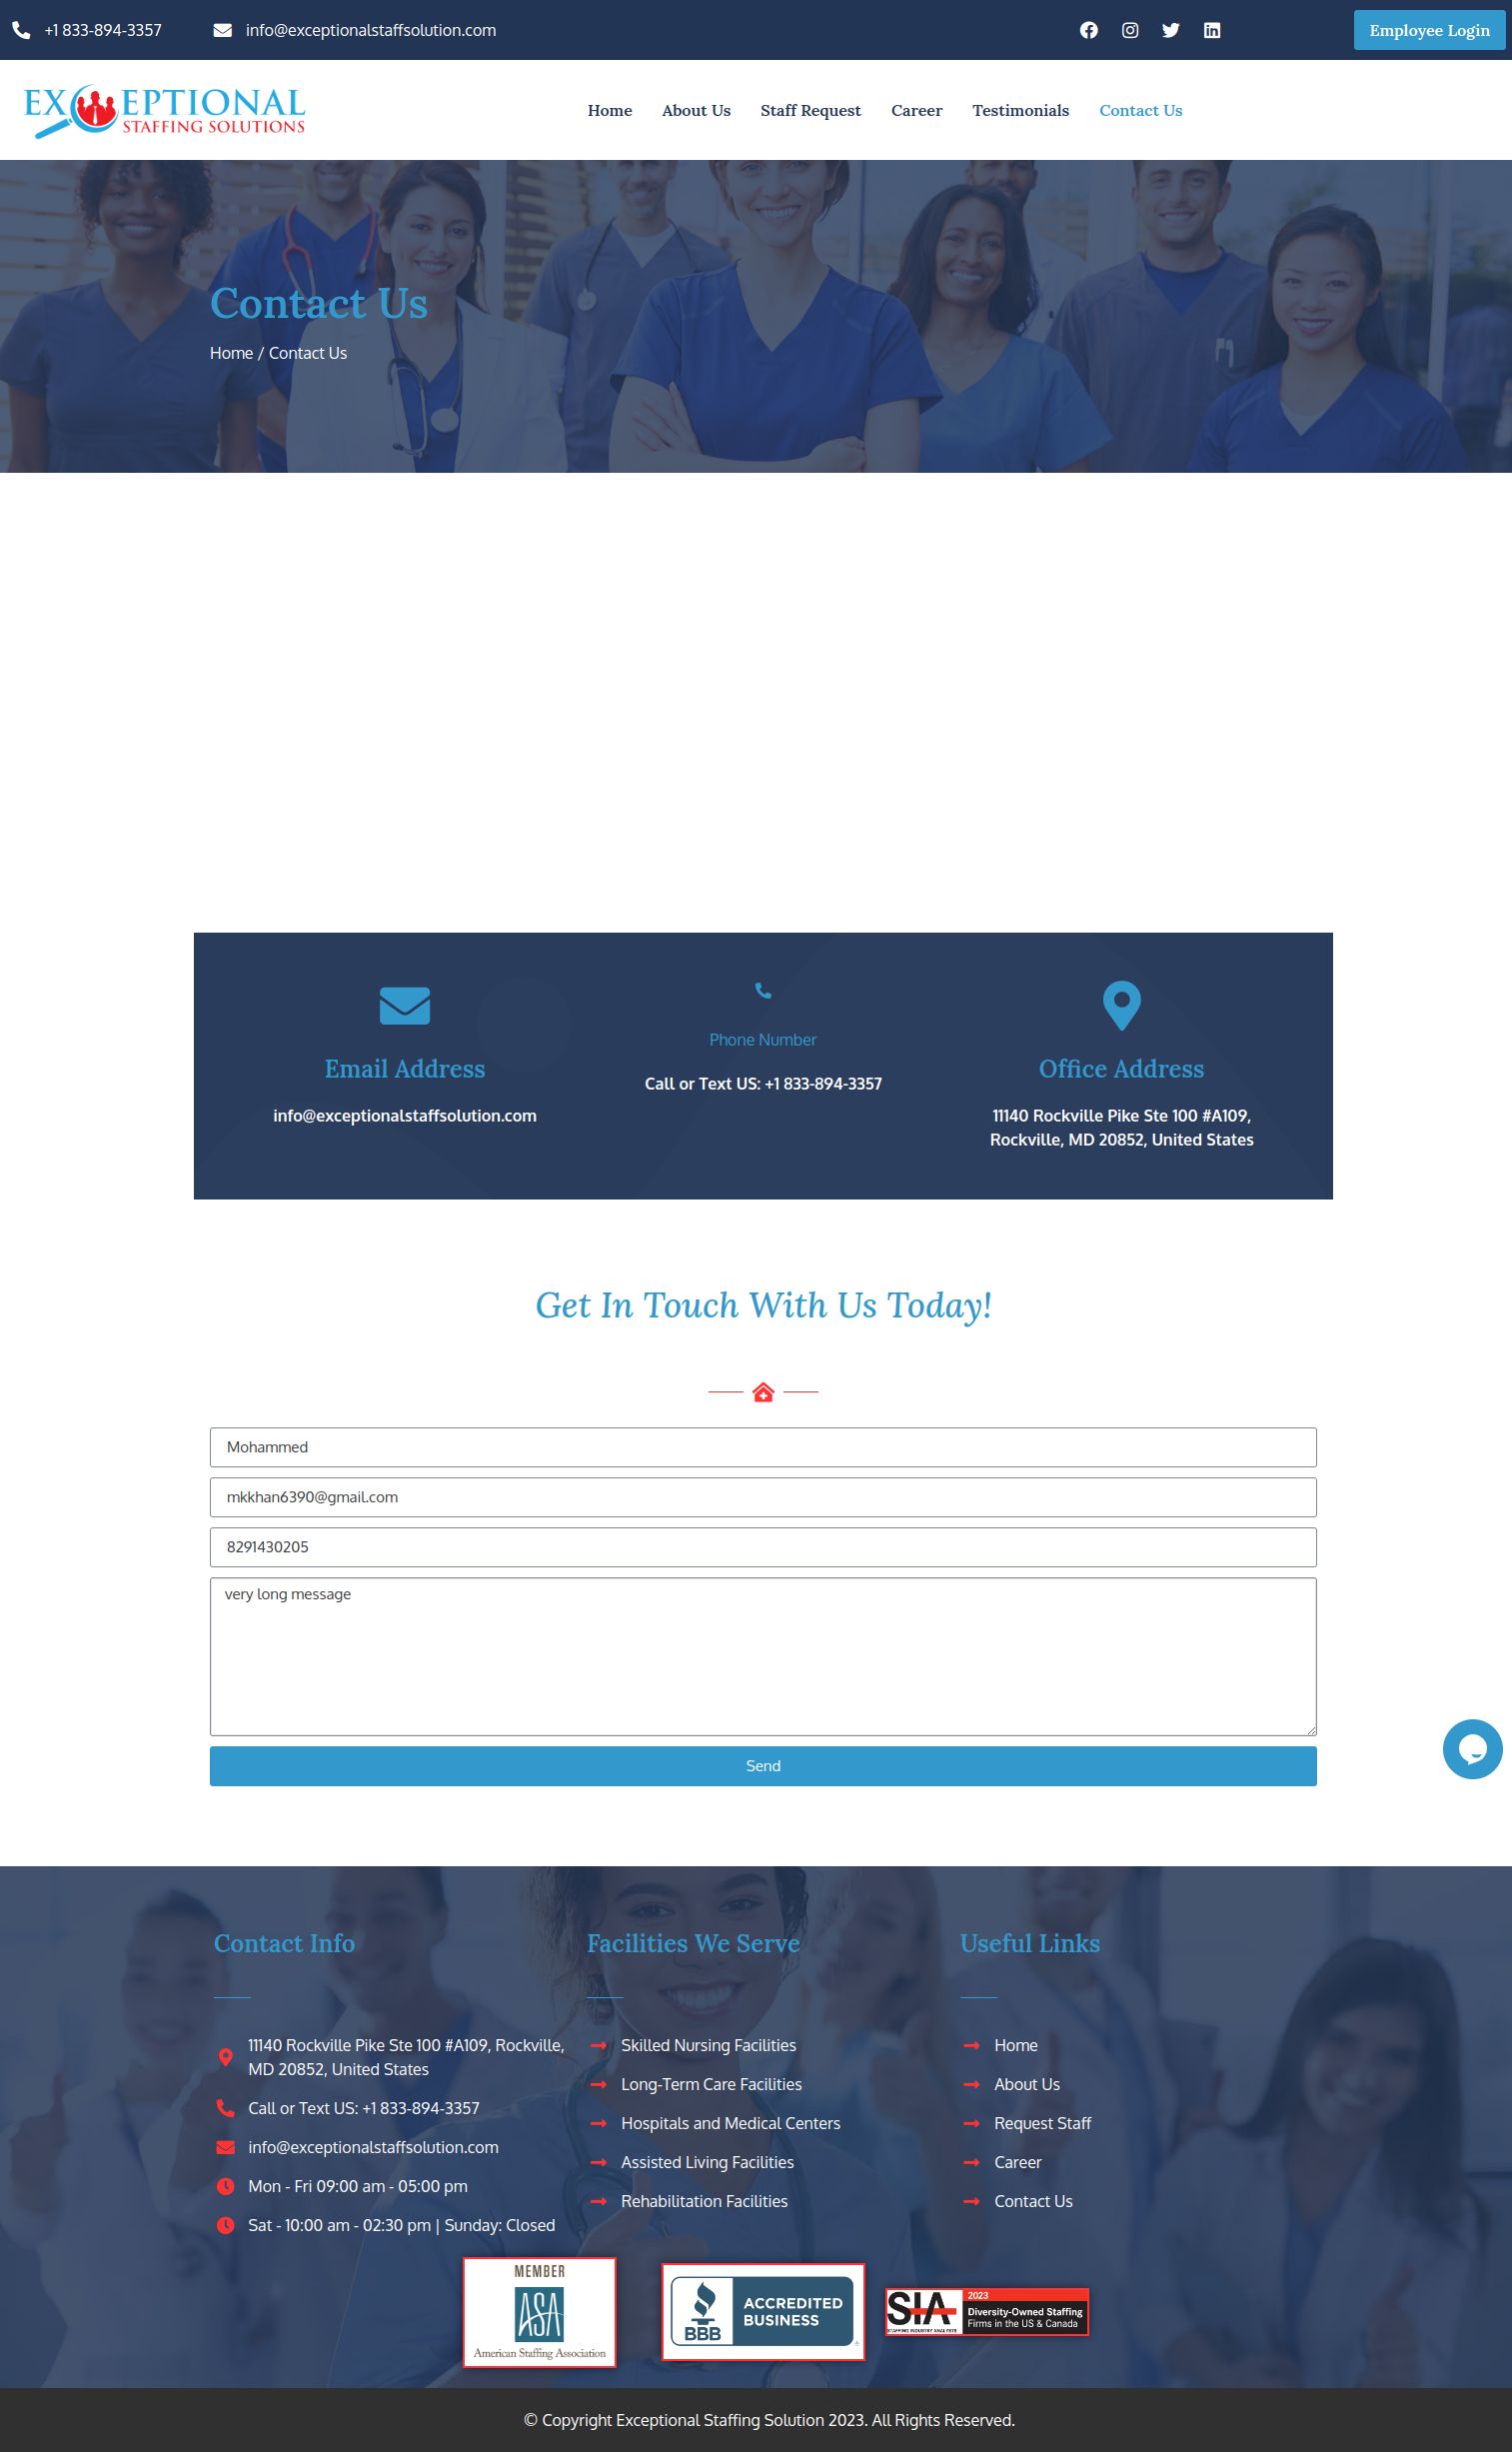 +1 833-894-3357
info@exceptionalstaffsolution.com
Employee Login
EXCEPTIONAL
STAFFING SOLUTIONS
Home
About Us
Staff Request
Career
Testimonials
Contact Us
Contact Us
Home / Contact Us
Email Address
info@exceptionalstaffsolution.com
Phone Number
Call or Text US: +1 833-894-3357
Office Address
11140 Rockville Pike Ste 100 #A109,
Rockville, MD 20852, United States
Get In Touch With Us Today!
Mohammed
mkkhan6390@gmail.com
8291430205
very long message
Send
Contact Info
11140 Rockville Pike Ste 100 #A109, Rockville,
MD 20852, United States
Call or Text US: +1 833-894-3357
info@exceptionalstaffsolution.com
Mon - Fri 09:00 am - 05:00 pm
Sat - 10:00 am - 02:30 pm | Sunday: Closed
Facilities We Serve
Skilled Nursing Facilities
Long-Term Care Facilities
Hospitals and Medical Centers
Assisted Living Facilities
Rehabilitation Facilities
Useful Links
Home
About Us
Request Staff
Career
Contact Us
MEMBER
ASA
American Staffing Association
BBB
ACCREDITED
BUSINESS
SIA
STAFFING INDUSTRY ANALYSTS
2023
Diversity-Owned Staffing
Firms in the US & Canada
© Copyright Exceptional Staffing Solution 2023. All Rights Reserved.